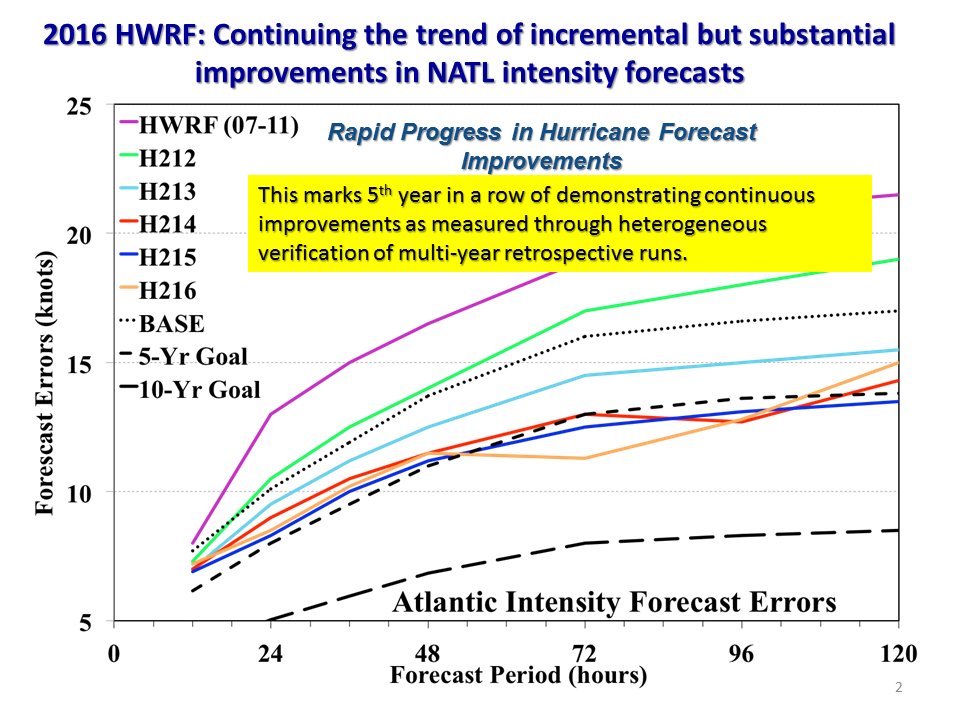 2016 HWRF: Continuing the trend of incremental but substantial
improvements in NATL intensity forecasts
25
20
15
10
5
Forescast Errors (knots)
HWRF (07-11)
H212
H213
H214
H215
H216
BASE
5-Yr Goal
10-Yr Goal
Rapid Progress in Hurricane Forecast
Improvements
This marks 5th year in a row of demonstrating continuous
improvements as measured through heterogeneous
verification of multi-year retrospective runs.
Atlantic Intensity Forecast Errors
0 24 48 72 96 120
Forecast Period (hours)
2